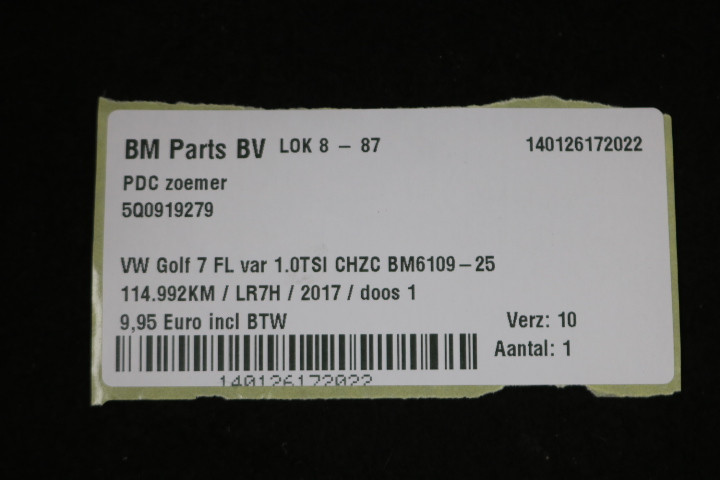 BM Parts BV LOK 8 - 87 140126172022
PDC zoemer
5Q0919279
VW Golf 7 FL var 1.0TSI CHZC BM6109-25
114.992KM / LR7H / 2017 / doos 1
9,95 Euro incl BTW Verz: 10
Aantal: 1
140126172022